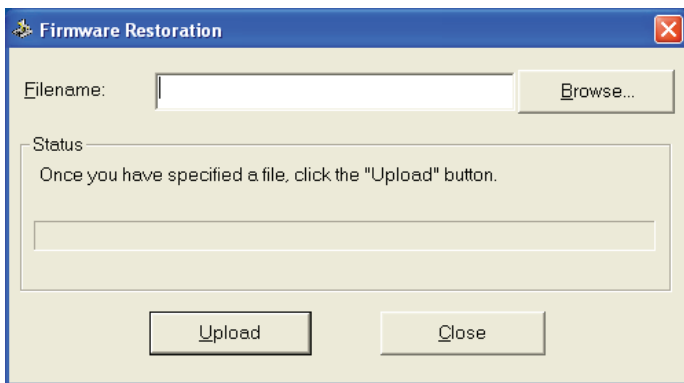 Firmware Restoration
Filename:
Browse...
Status
Once you have specified a file, click the "Upload" button.
Upload
Close